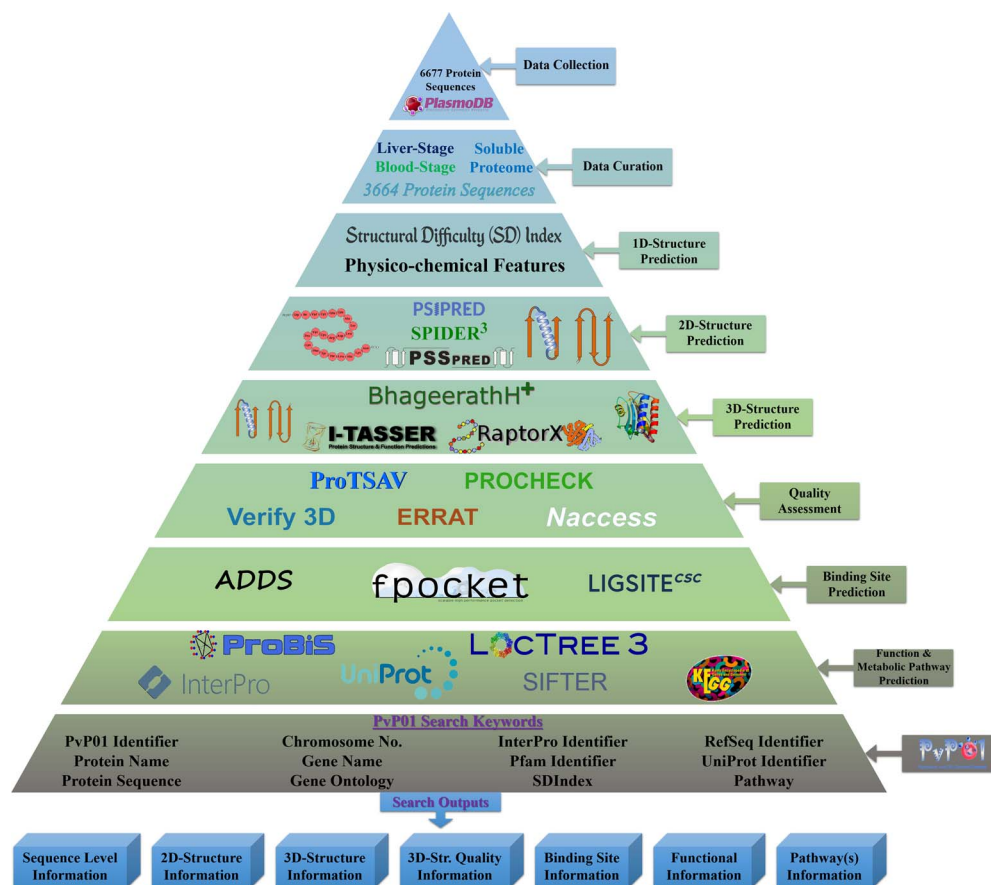 6677 Protein
Sequences
PlasmoDB
Data Collection
Liver-Stage Soluble
Blood-Stage Proteome
3664 Protein Sequences
Data Curation
Structural Difficulty (SD) Index
Physico-chemical Features
1D-Structure
Prediction
PSIPRED
SPIDER³
PSSPRED
2D-Structure
Prediction
BhageerathH+
I-TASSER
Protein Structure & Function Predictions
RaptorX
3D-Structure
Prediction
ProTSAV PROCHECK
Verify 3D ERRAT Naccess
Quality
Assessment
ADDS fpocket LIGSITEcsc
Binding Site
Prediction
ProBiS LOCTREE 3
InterPro UniProt SIFTER KEGG
Function &
Metabolic Pathway
Prediction
PvP01 Search Keywords
PvP01 Identifier Chromosome No. InterPro Identifier RefSeq Identifier
Protein Name Gene Name Pfam Identifier UniProt Identifier
Protein Sequence Gene Ontology SDIndex Pathway
PvP01
Search Outputs
Sequence Level 2D-Structure 3D-Structure 3D-Str. Quality Binding Site Functional Pathway(s)
Information Information Information Information Information Information Information